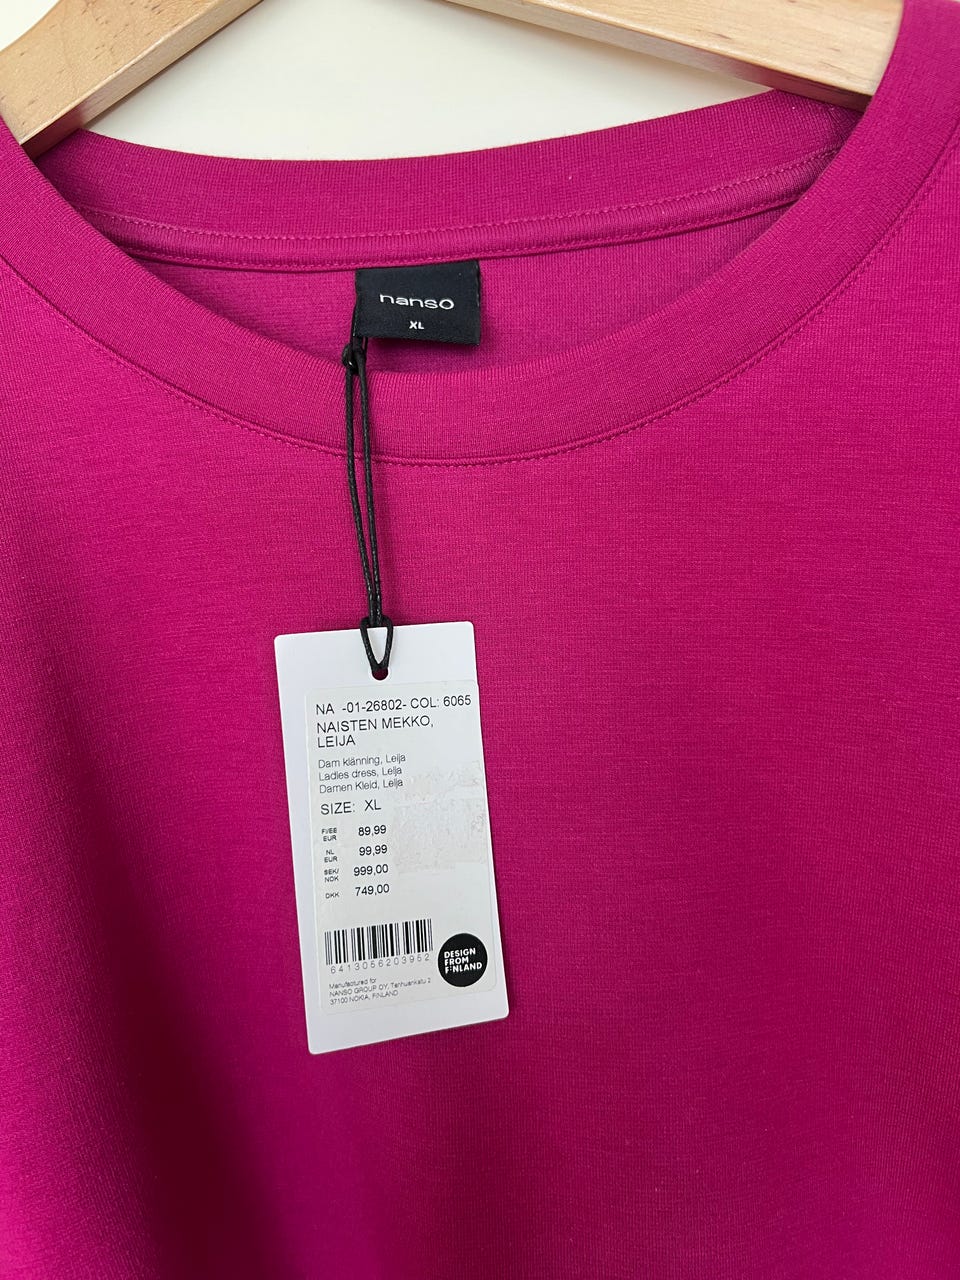 nanso
XL
NA -01-26802- COL: 6065
NAISTEN MEKKO,
LEIJA
Dam klänning, Leija
Ladies dress, Leija
Damen Kleid, Leija
SIZE: XL
FI/EE
EUR 89,99
NL
EUR 99,99
SEK/
NOK 999,00
DKK 749,00
6413056203952
DESIGN
FROM
FINLAND
Manufactured for
NANSO GROUP OY, Tehtaankatu 2
37100 NOKIA, FINLAND